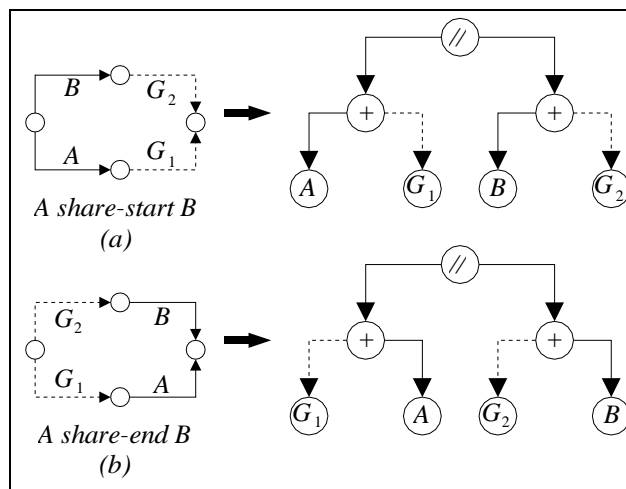 //
B
G2
+
+
A
G1
A
G1
B
G2
A share-start B
(a)
//
G2
B
+
+
G1
A
G1
A
G2
B
A share-end B
(b)